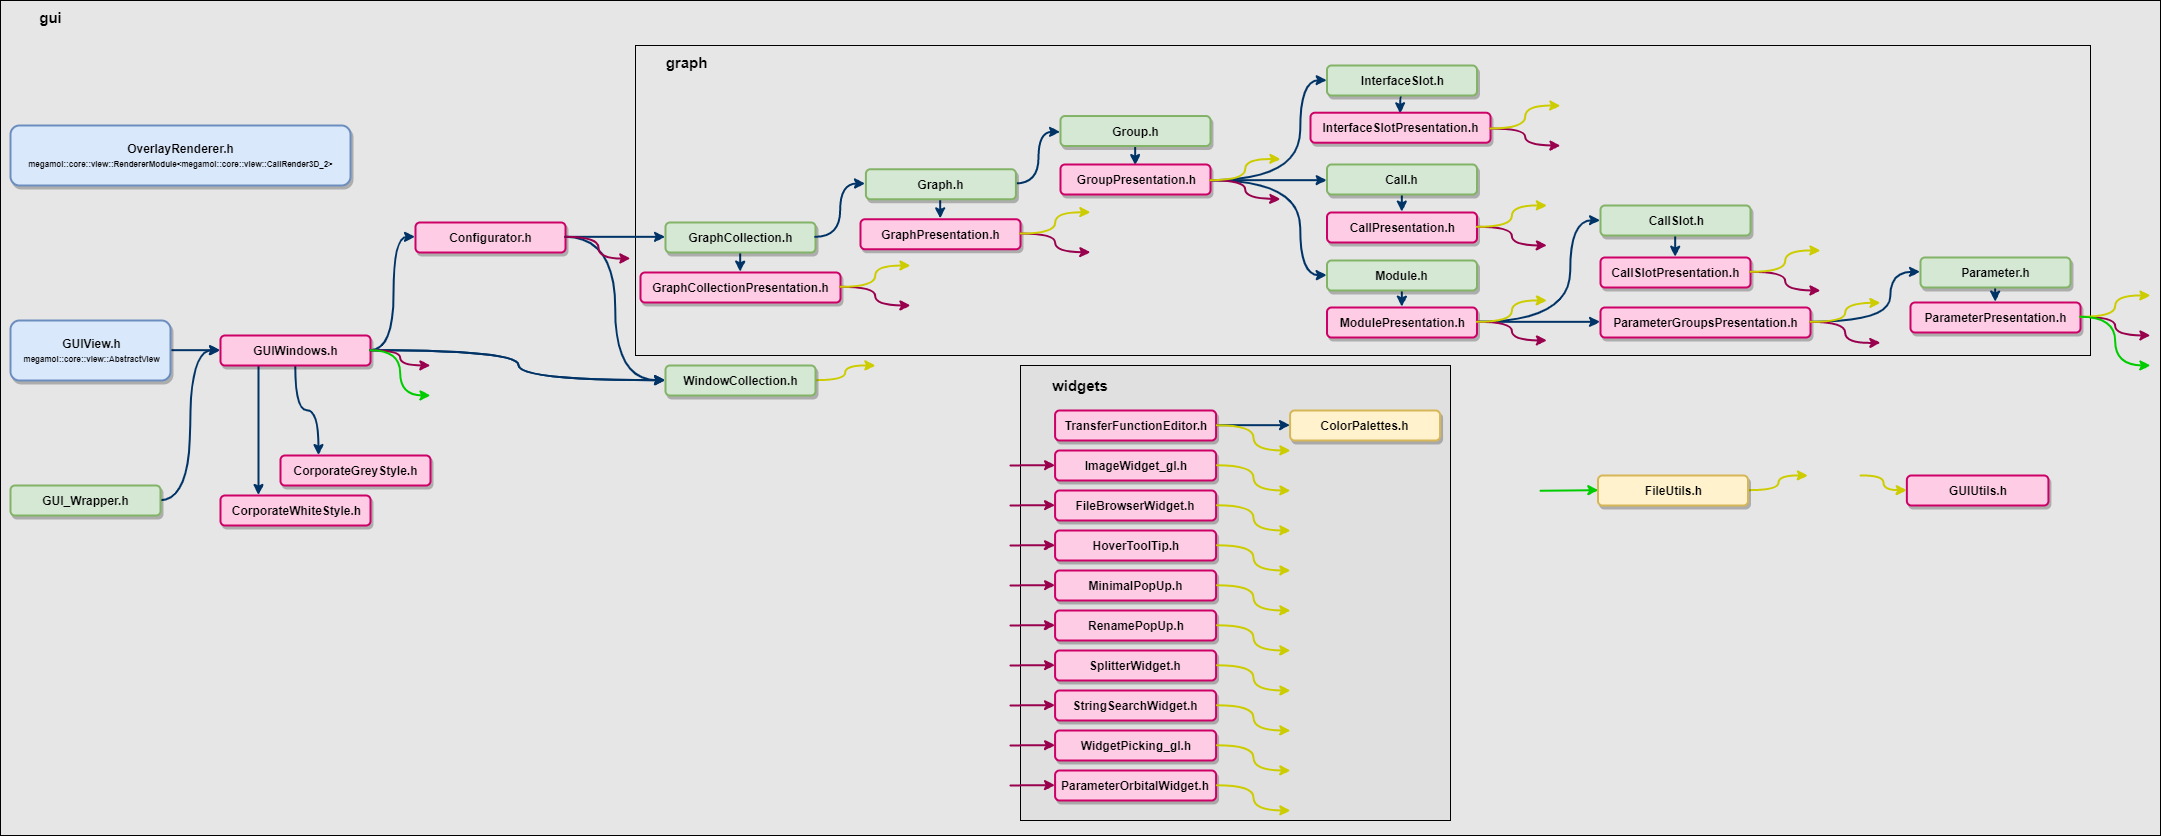 gui
graph
OverlayRenderer.h
megamol::core::view::RendererModule<megamol::core::view::CallRender3D_2>
GUIView.h
megamol::core::view::AbstractView
GUI_Wrapper.h
GUIWindows.h
CorporateGreyStyle.h
CorporateWhiteStyle.h
Configurator.h
GraphCollection.h
GraphCollectionPresentation.h
WindowCollection.h
Graph.h
GraphPresentation.h
Group.h
GroupPresentation.h
InterfaceSlot.h
InterfaceSlotPresentation.h
Call.h
CallPresentation.h
Module.h
ModulePresentation.h
CallSlot.h
CallSlotPresentation.h
ParameterGroupsPresentation.h
Parameter.h
ParameterPresentation.h
widgets
TransferFunctionEditor.h
ColorPalettes.h
ImageWidget_gl.h
FileBrowserWidget.h
HoverToolTip.h
MinimalPopUp.h
RenamePopUp.h
SplitterWidget.h
StringSearchWidget.h
WidgetPicking_gl.h
ParameterOrbitalWidget.h
FileUtils.h
GUIUtils.h